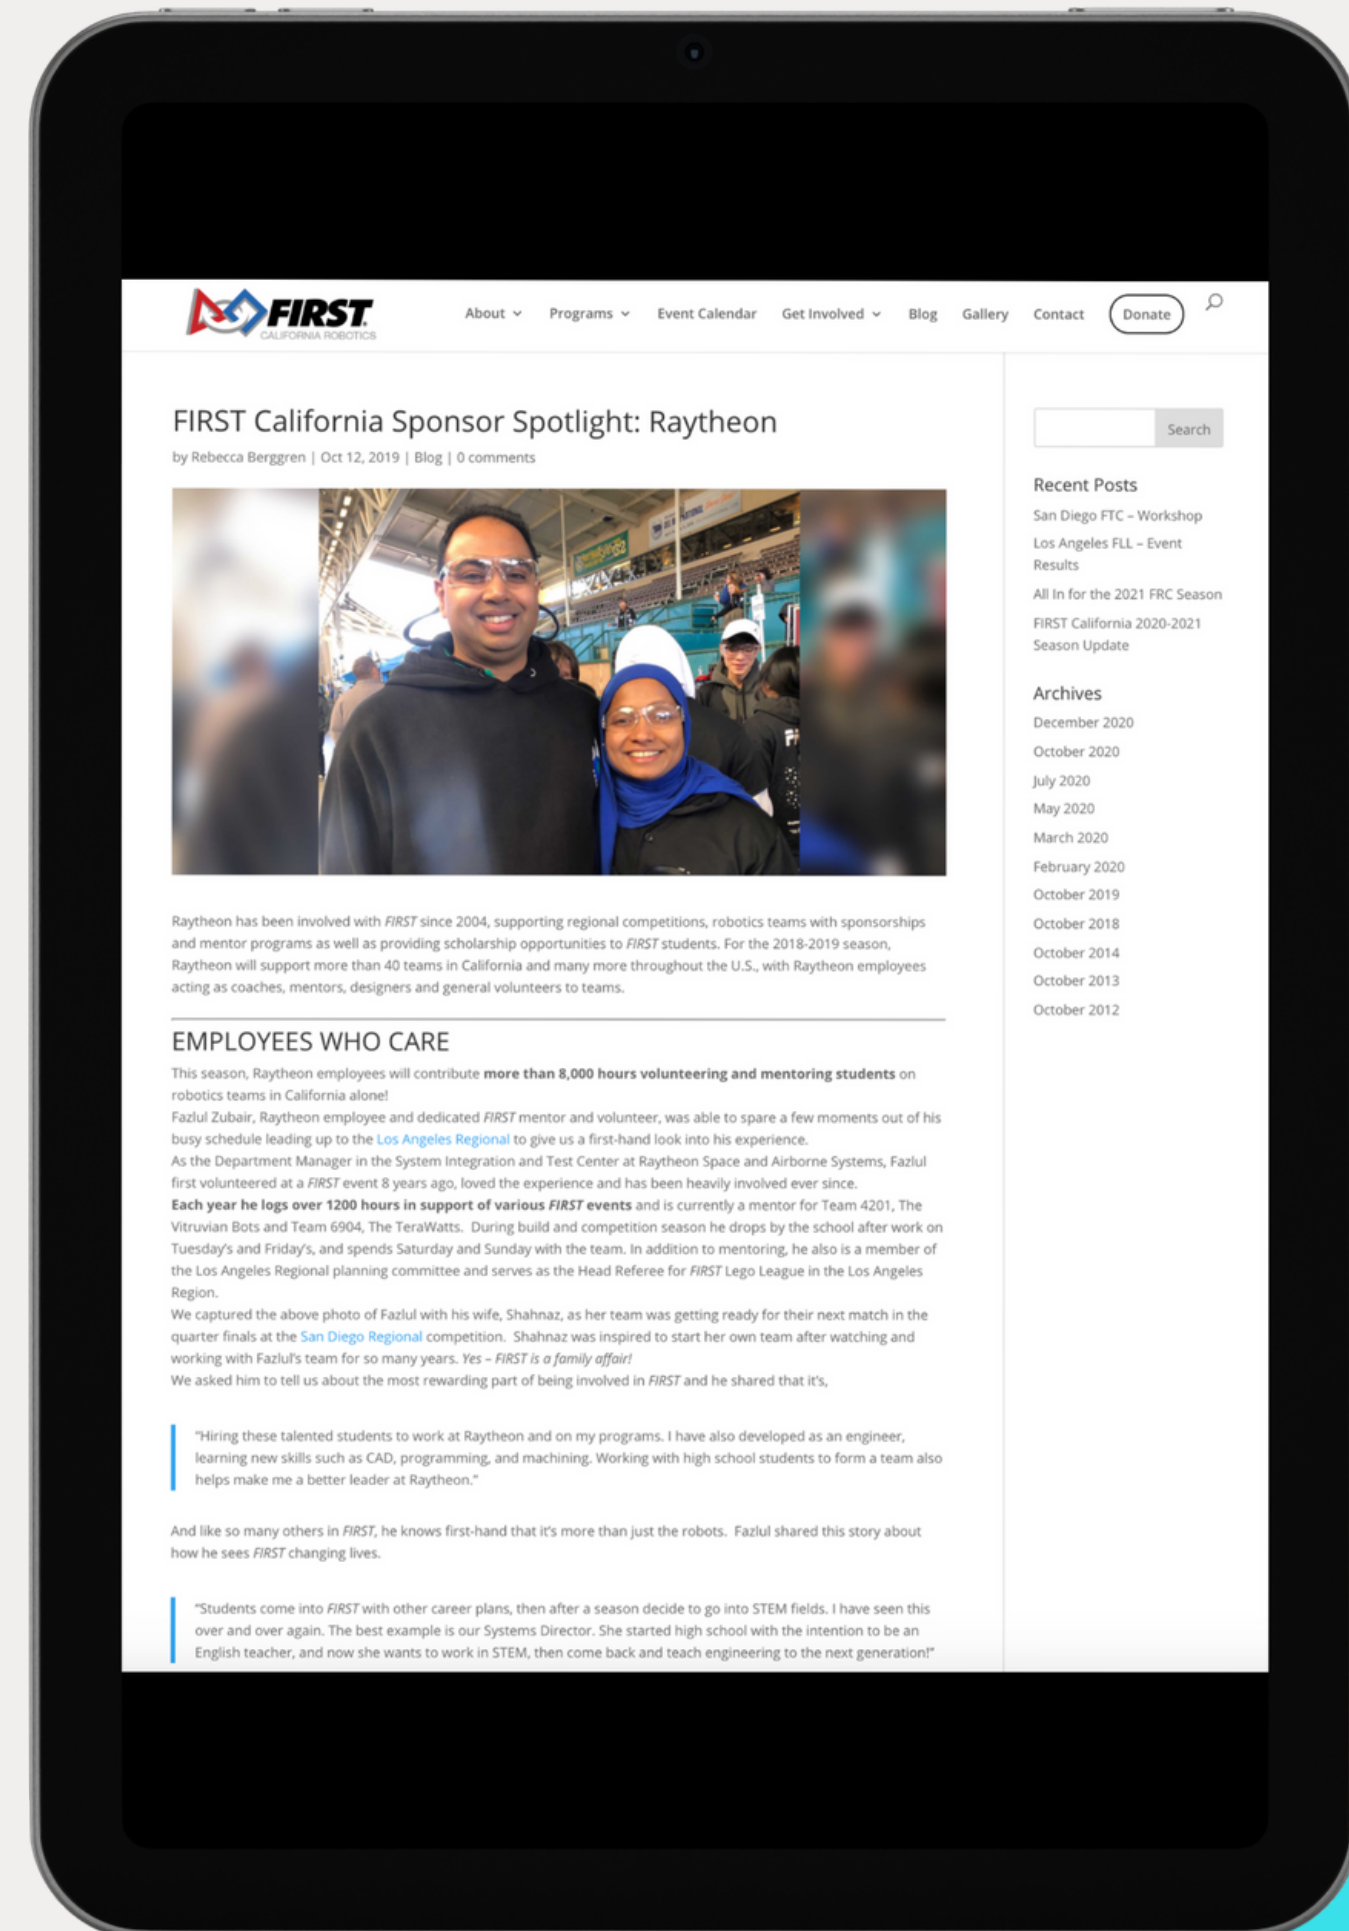 FIRST
CALIFORNIA ROBOTICS
About
Programs
Event Calendar
Get Involved
Blog
Gallery
Contact
Donate
FIRST California Sponsor Spotlight: Raytheon
by Rebecca Berggren | Oct 12, 2019 | Blog | 0 comments
Raytheon has been involved with FIRST since 2004, supporting regional competitions, robotics teams with sponsorships
and mentor programs as well as providing scholarship opportunities to FIRST students. For the 2018-2019 season,
Raytheon will support more than 40 teams in California and many more throughout the U.S., with Raytheon employees
acting as coaches, mentors, designers and general volunteers to teams.
EMPLOYEES WHO CARE
This season, Raytheon employees will contribute more than 8,000 hours volunteering and mentoring students on
robotics teams in California alone!
Fazlul Zubair, Raytheon employee and dedicated FIRST mentor and volunteer, was able to spare a few moments out of his
busy schedule leading up to the Los Angeles Regional to give us a first-hand look into his experience.
As the Department Manager in the System Integration and Test Center at Raytheon Space and Airborne Systems, Fazlul
first volunteered at a FIRST event 8 years ago, loved the experience and has been heavily involved ever since.
Each year he logs over 1200 hours in support of various FIRST events and is currently a mentor for Team 4201, The
Vitruvian Bots and Team 6904, The TeraWatts. During build and competition season he drops by the school after work on
Tuesday's and Friday's, and spends Saturday and Sunday with the team. In addition to mentoring, he also is a member of
the Los Angeles Regional planning committee and serves as the Head Referee for FIRST Lego League in the Los Angeles
Region.
We captured the above photo of Fazlul with his wife, Shahnaz, as her team was getting ready for their next match in the
quarter finals at the San Diego Regional competition. Shahnaz was inspired to start her own team after watching and
working with Fazlul's team for so many years. Yes – FIRST is a family affair!
We asked him to tell us about the most rewarding part of being involved in FIRST and he shared that it's,
"Hiring these talented students to work at Raytheon and on my programs. I have also developed as an engineer,
learning new skills such as CAD, programming, and machining. Working with high school students to form a team also
helps make me a better leader at Raytheon."
And like so many others in FIRST, he knows first-hand that it's more than just the robots. Fazlul shared this story about
how he sees FIRST changing lives.
"Students come into FIRST with other career plans, then after a season decide to go into STEM fields. I have seen this
over and over again. The best example is our Systems Director. She started high school with the intention to be an
English teacher, and now she wants to work in STEM, then come back and teach engineering to the next generation!"
Search
Recent Posts
San Diego FTC – Workshop
Los Angeles FLL – Event
Results
All In for the 2021 FRC Season
FIRST California 2020-2021
Season Update
Archives
December 2020
October 2020
July 2020
May 2020
March 2020
February 2020
October 2019
October 2018
October 2014
October 2013
October 2012